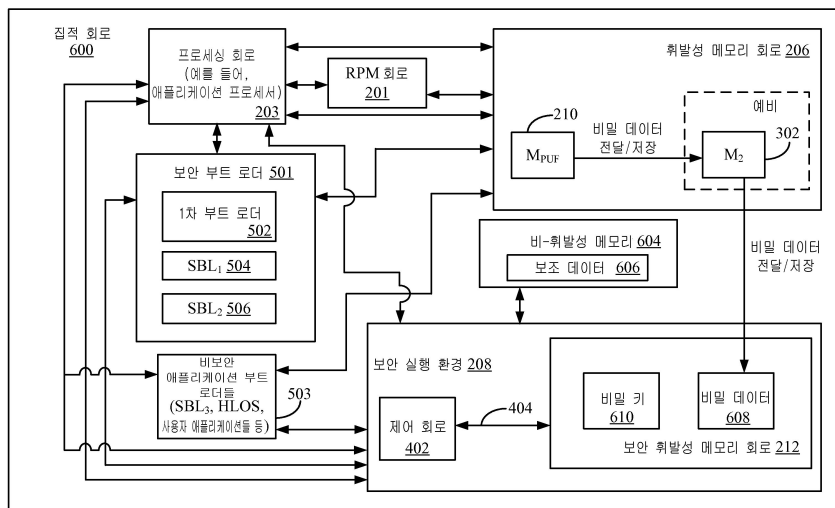 집적 회로
600
프로세싱 회로
(예를 들어,
애플리케이션 프로세서)
203
RPM 회로
201
휘발성 메모리 회로 206
210
M_PUF
비밀 데이터
전달/저장
예비
302
M₂
보안 부트 로더 501
1차 부트 로더
502
SBL₁ 504
SBL₂ 506
비-휘발성 메모리 604
보조 데이터 606
비밀 데이터
전달/저장
비보안
애플리케이션 부트
로더들
(SBL₃, HLOS,
사용자 애플리케이션들 등)
503
보안 실행 환경 208
제어 회로
402
404
비밀 키
610
비밀 데이터
608
보안 휘발성 메모리 회로 212